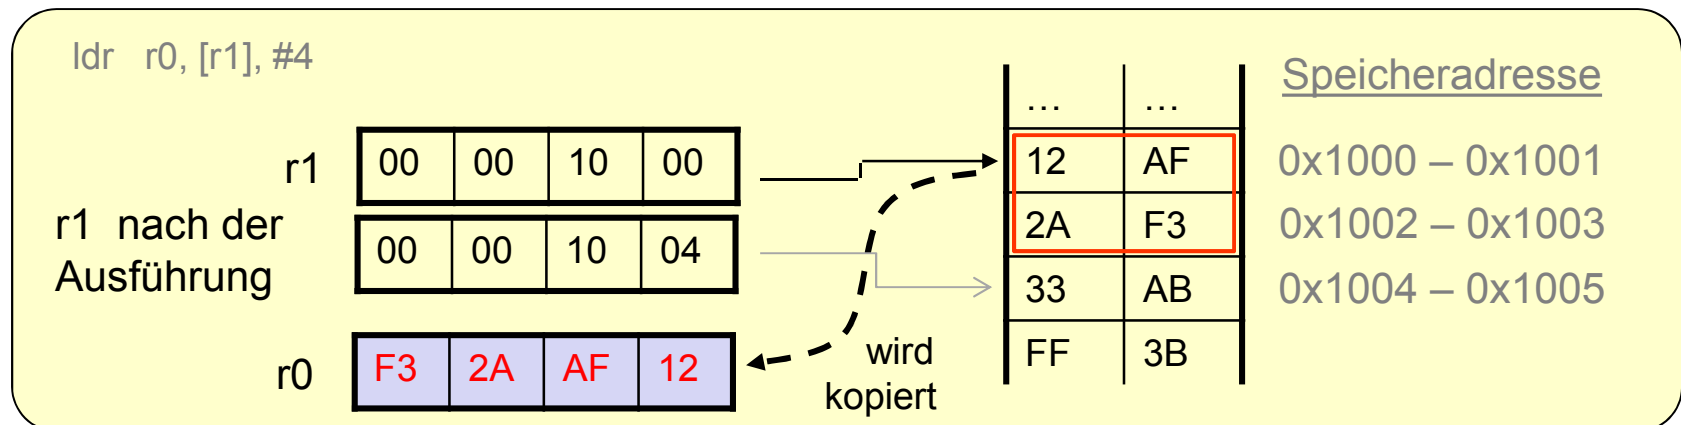 ldr r0, [r1], #4
Speicheradresse
… …
r1 00 00 10 00 12 AF 0x1000 – 0x1001
r1 nach der
Ausführung
00 00 10 04 2A F3 0x1002 – 0x1003
33 AB 0x1004 – 0x1005
r0 F3 2A AF 12
wird
kopiert
FF 3B